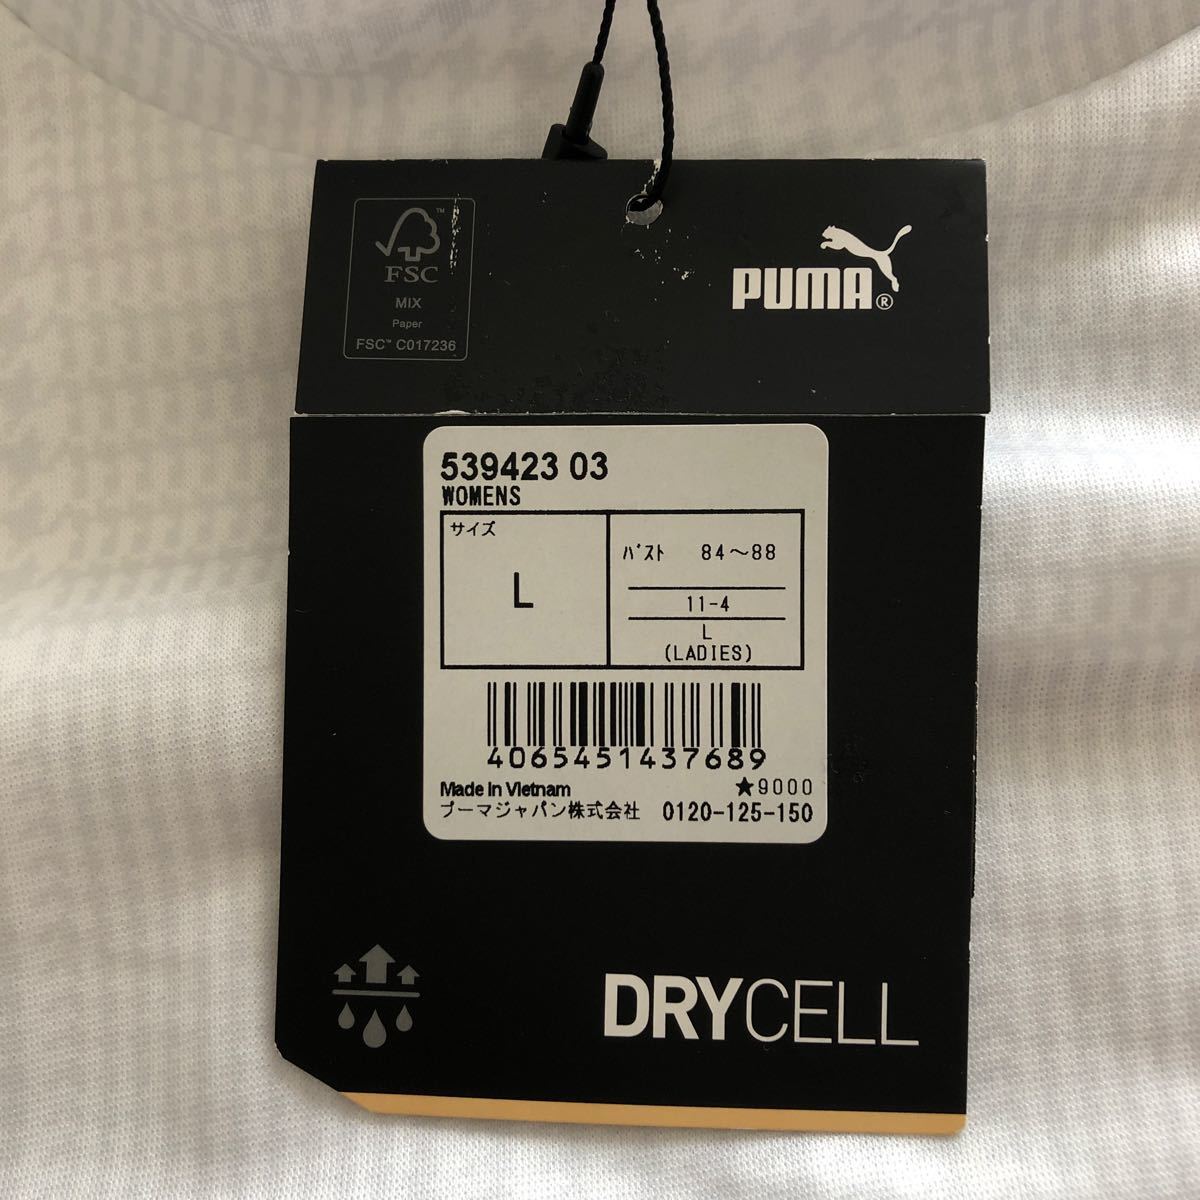 FSC™
MIX
Paper
FSC™ C017236
PUMA®
539423 03
WOMENS
サイズ
L
バスト 84〜88
11-4
L
(LADIES)
4065451437689
Made in Vietnam
★9000
プーマジャパン株式会社 0120-125-150
DRYCELL